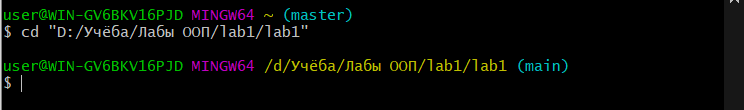 user@WIN-GV6BKV16PJD MINGW64 ~ (master)
$ cd "D:/Учёба/Лабы ООП/lab1/lab1"
user@WIN-GV6BKV16PJD MINGW64 /d/Учёба/Лабы ООП/lab1/lab1 (main)
$